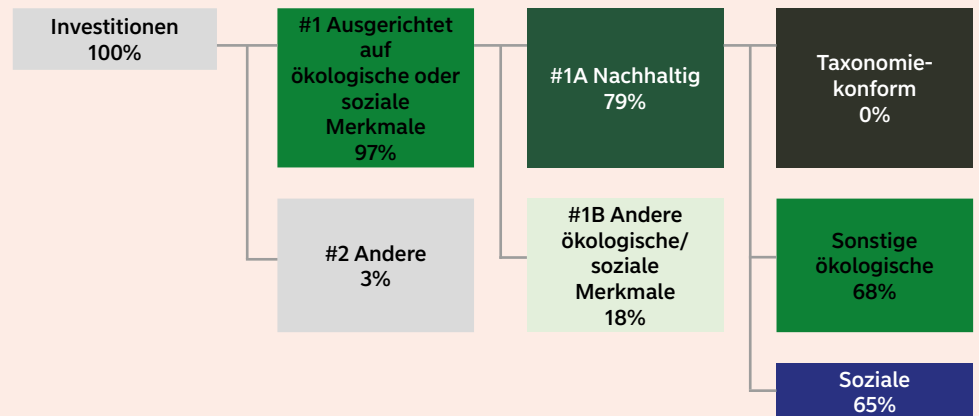 Investitionen
100%
#1 Ausgerichtet
auf
ökologische oder
soziale
Merkmale
97%
#1A Nachhaltig
79%
Taxonomie-
konform
0%
#2 Andere
3%
#1B Andere
ökologische/
soziale
Merkmale
18%
Sonstige
ökologische
68%
Soziale
65%